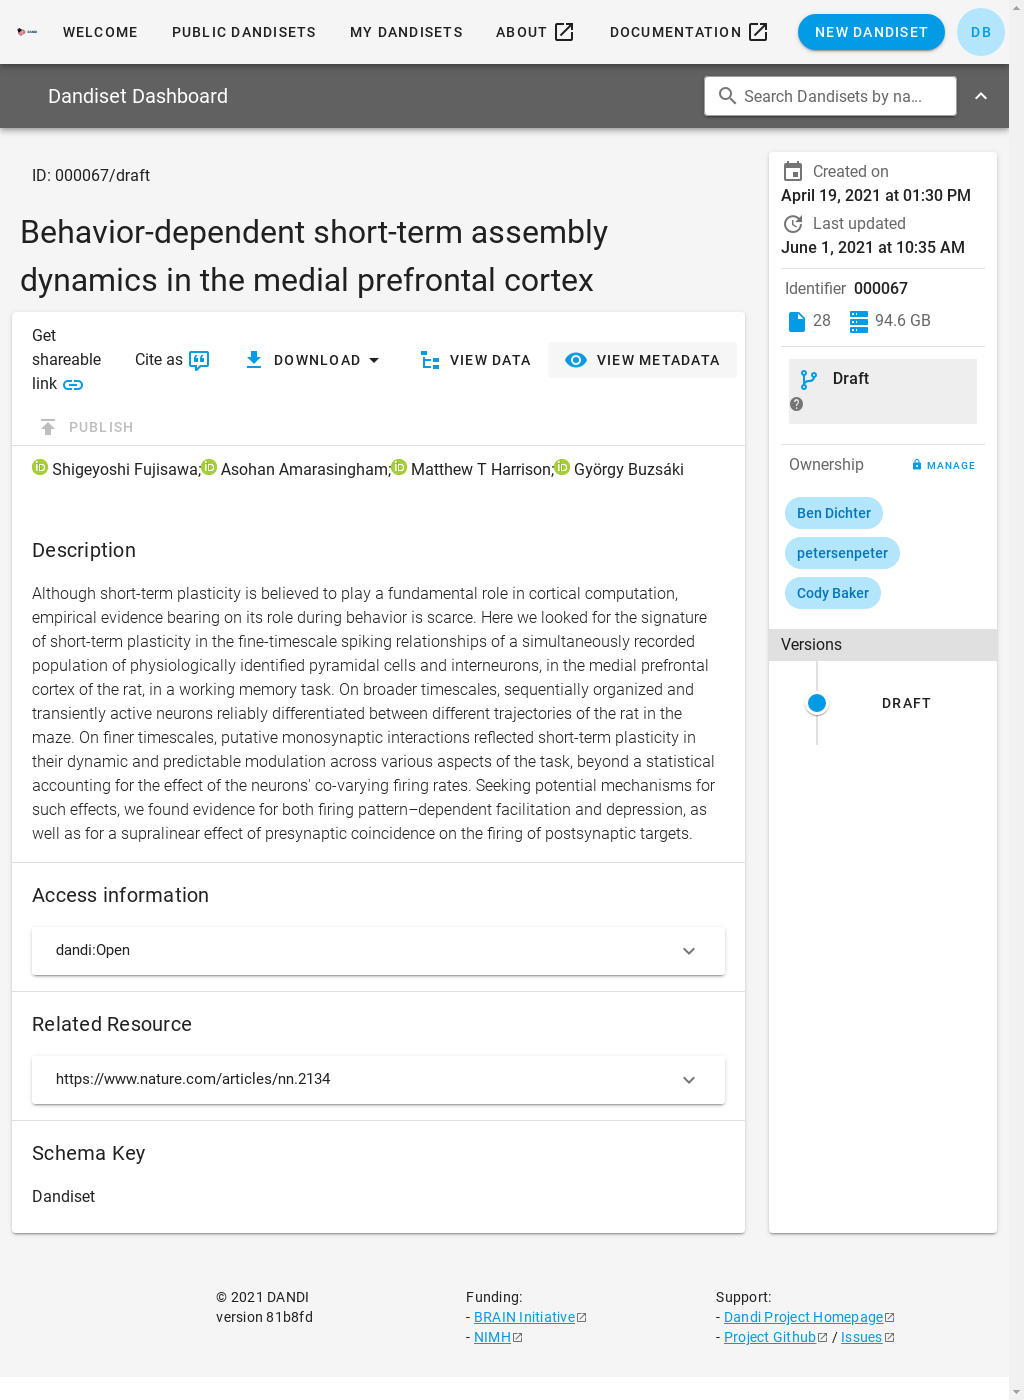 WELCOME PUBLIC DANDISETS MY DANDISETS ABOUT DOCUMENTATION NEW DANDISET DB
Dandiset Dashboard Search Dandisets by na...
ID: 000067/draft
Behavior-dependent short-term assembly
dynamics in the medial prefrontal cortex
Get
shareable
link
Cite as DOWNLOAD VIEW DATA VIEW METADATA
PUBLISH
Shigeyoshi Fujisawa; Asohan Amarasingham; Matthew T Harrison; György Buzsáki
Description
Although short-term plasticity is believed to play a fundamental role in cortical computation,
empirical evidence bearing on its role during behavior is scarce. Here we looked for the signature
of short-term plasticity in the fine-timescale spiking relationships of a simultaneously recorded
population of physiologically identified pyramidal cells and interneurons, in the medial prefrontal
cortex of the rat, in a working memory task. On broader timescales, sequentially organized and
transiently active neurons reliably differentiated between different trajectories of the rat in the
maze. On finer timescales, putative monosynaptic interactions reflected short-term plasticity in
their dynamic and predictable modulation across various aspects of the task, beyond a statistical
accounting for the effect of the neurons' co-varying firing rates. Seeking potential mechanisms for
such effects, we found evidence for both firing pattern–dependent facilitation and depression, as
well as for a supralinear effect of presynaptic coincidence on the firing of postsynaptic targets.
Access information
dandi:Open
Related Resource
https://www.nature.com/articles/nn.2134
Schema Key
Dandiset
Created on
April 19, 2021 at 01:30 PM
Last updated
June 1, 2021 at 10:35 AM
Identifier 000067
28 94.6 GB
Draft
Ownership MANAGE
Ben Dichter
petersenpeter
Cody Baker
Versions
DRAFT
© 2021 DANDI
version 81b8fd
Funding:
- BRAIN Initiative
- NIMH
Support:
- Dandi Project Homepage
- Project Github / Issues